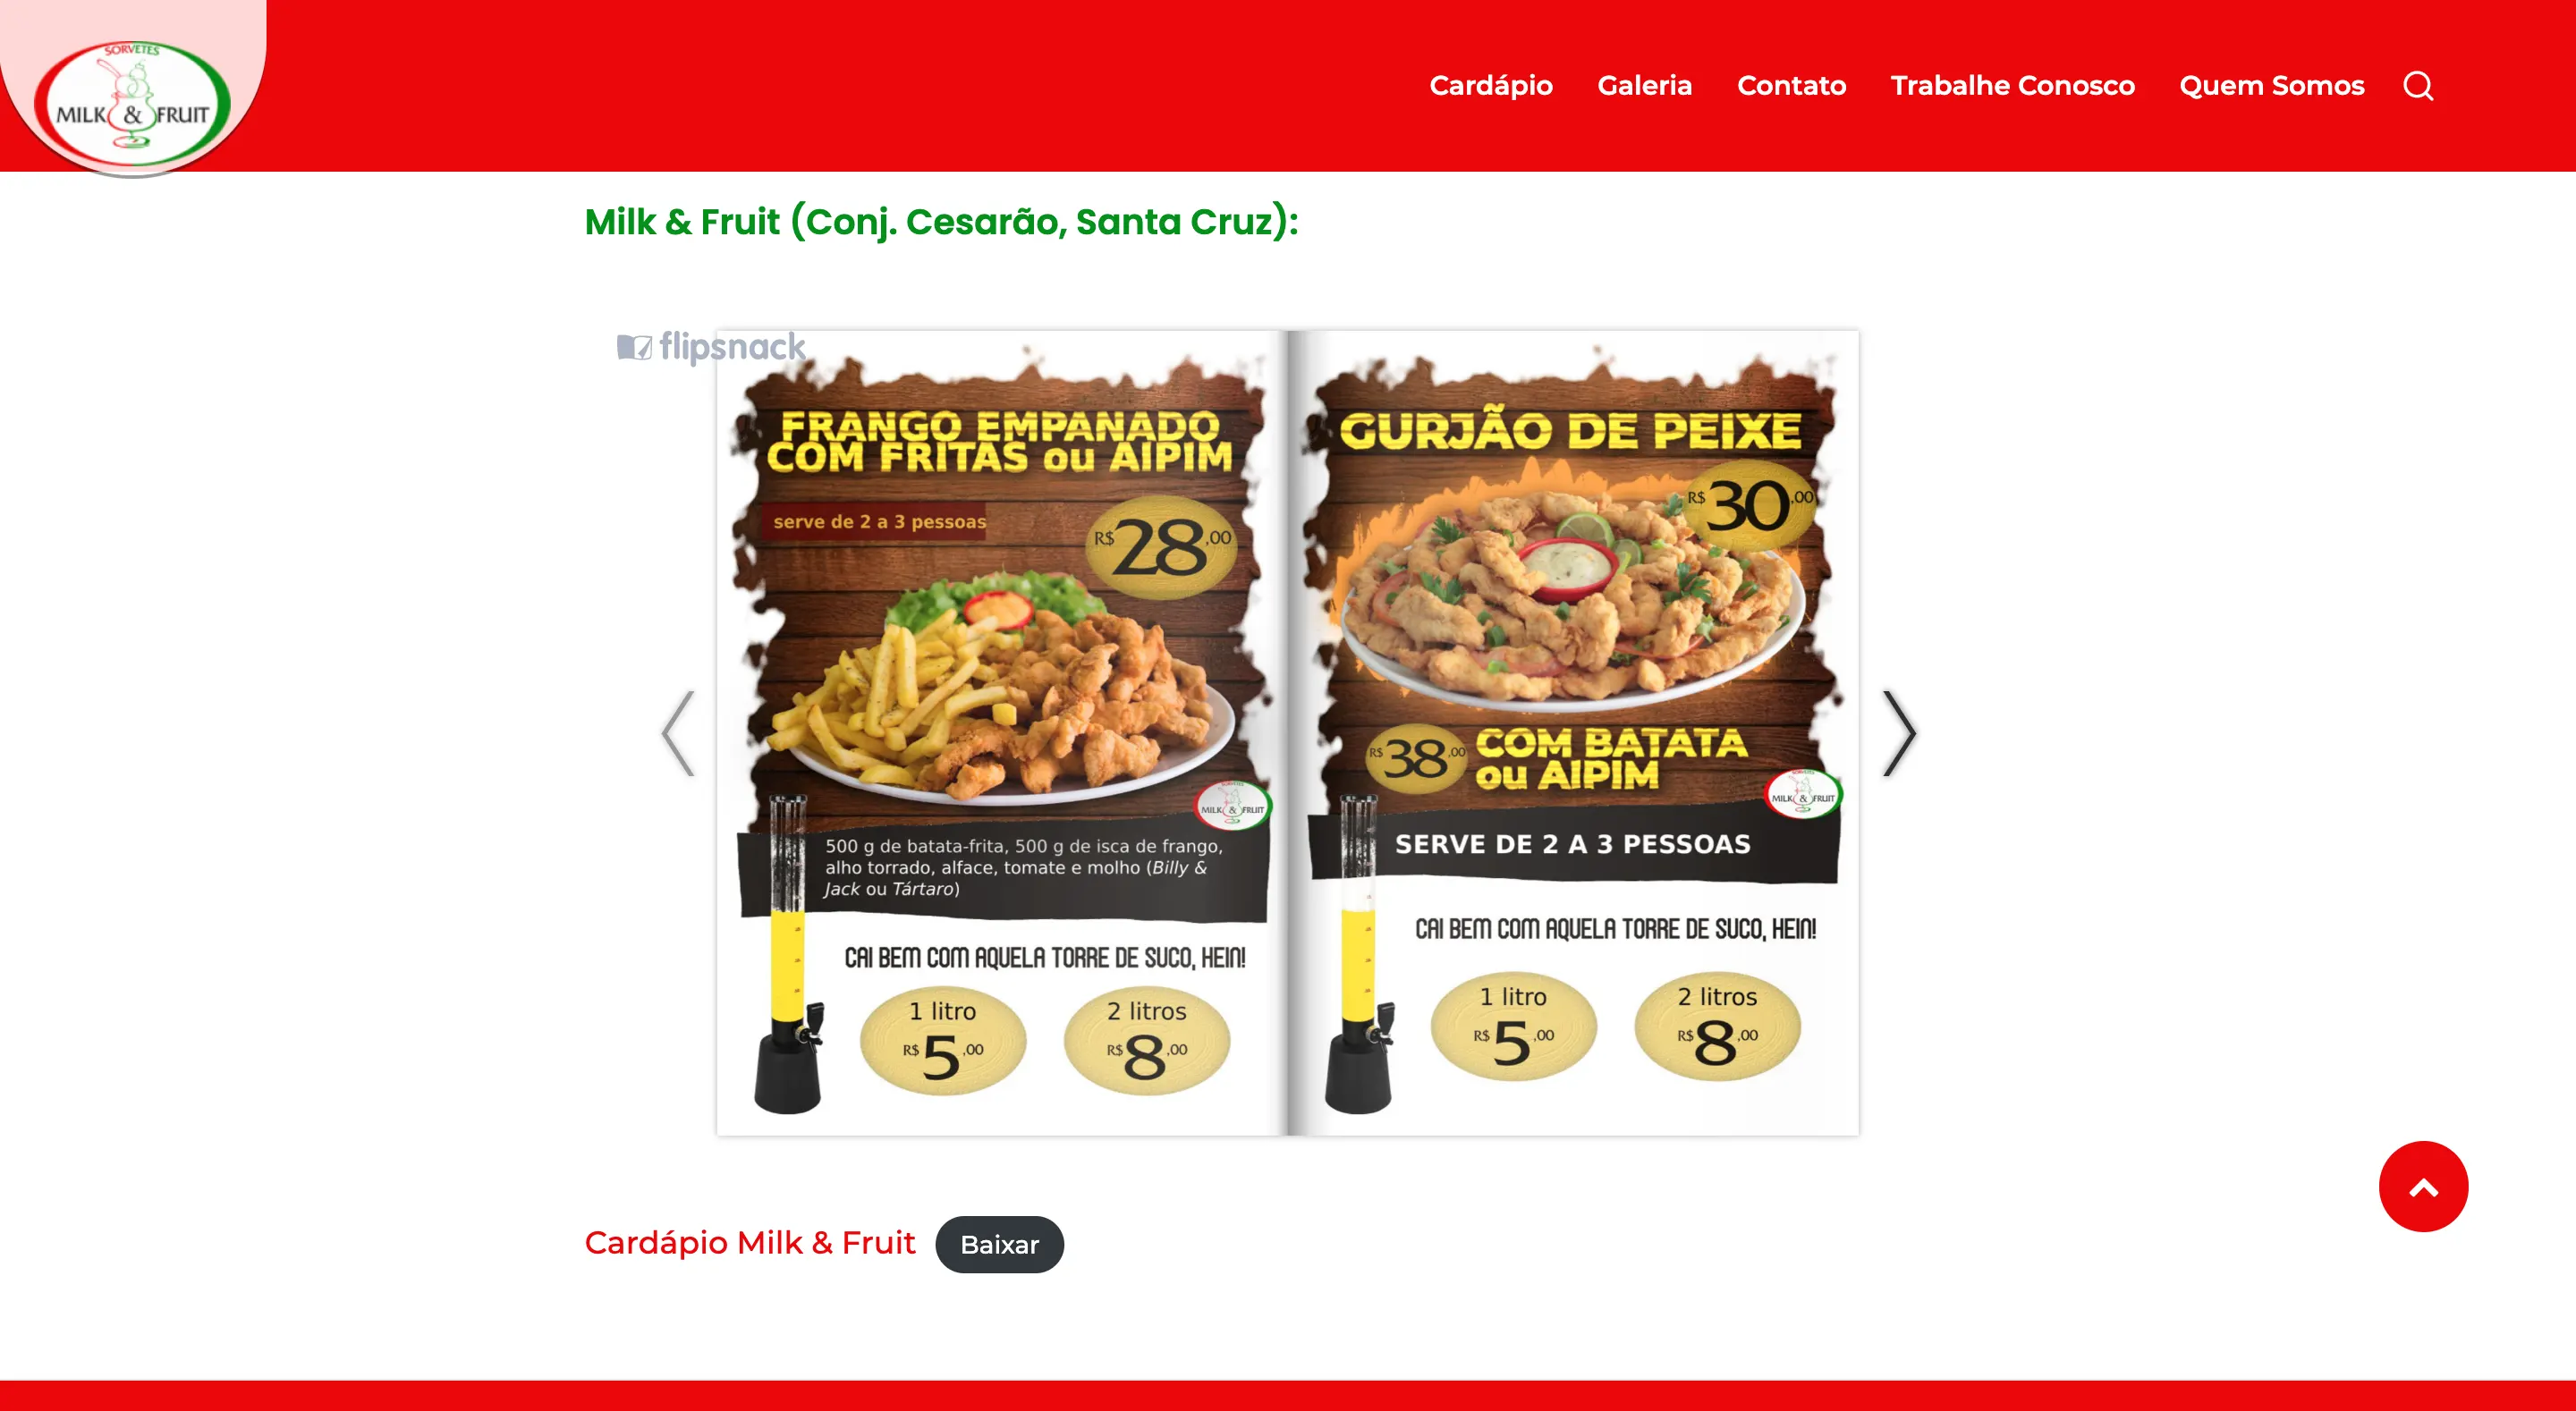 SORVETES
MILK & FRUIT
Cardápio Galeria Contato Trabalhe Conosco Quem Somos
Milk & Fruit (Conj. Cesarão, Santa Cruz):
flipsnack
FRANGO EMPANADO
COM FRITAS ou AIPIM
serve de 2 a 3 pessoas
R$28,00
SORVETES
MILK & FRUIT
500 g de batata-frita, 500 g de isca de frango,
alho torrado, alface, tomate e molho (Billy &
Jack ou Tártaro)
CAI BEM COM AQUELA TORRE DE SUCO, HEIN!
1 litro
R$5,00
2 litros
R$8,00
GURJÃO DE PEIXE
R$30,00
R$38,00
COM BATATA
ou AIPIM
SORVETES
MILK & FRUIT
SERVE DE 2 A 3 PESSOAS
CAI BEM COM AQUELA TORRE DE SUCO, HEIN!
1 litro
R$5,00
2 litros
R$8,00
Cardápio Milk & Fruit Baixar